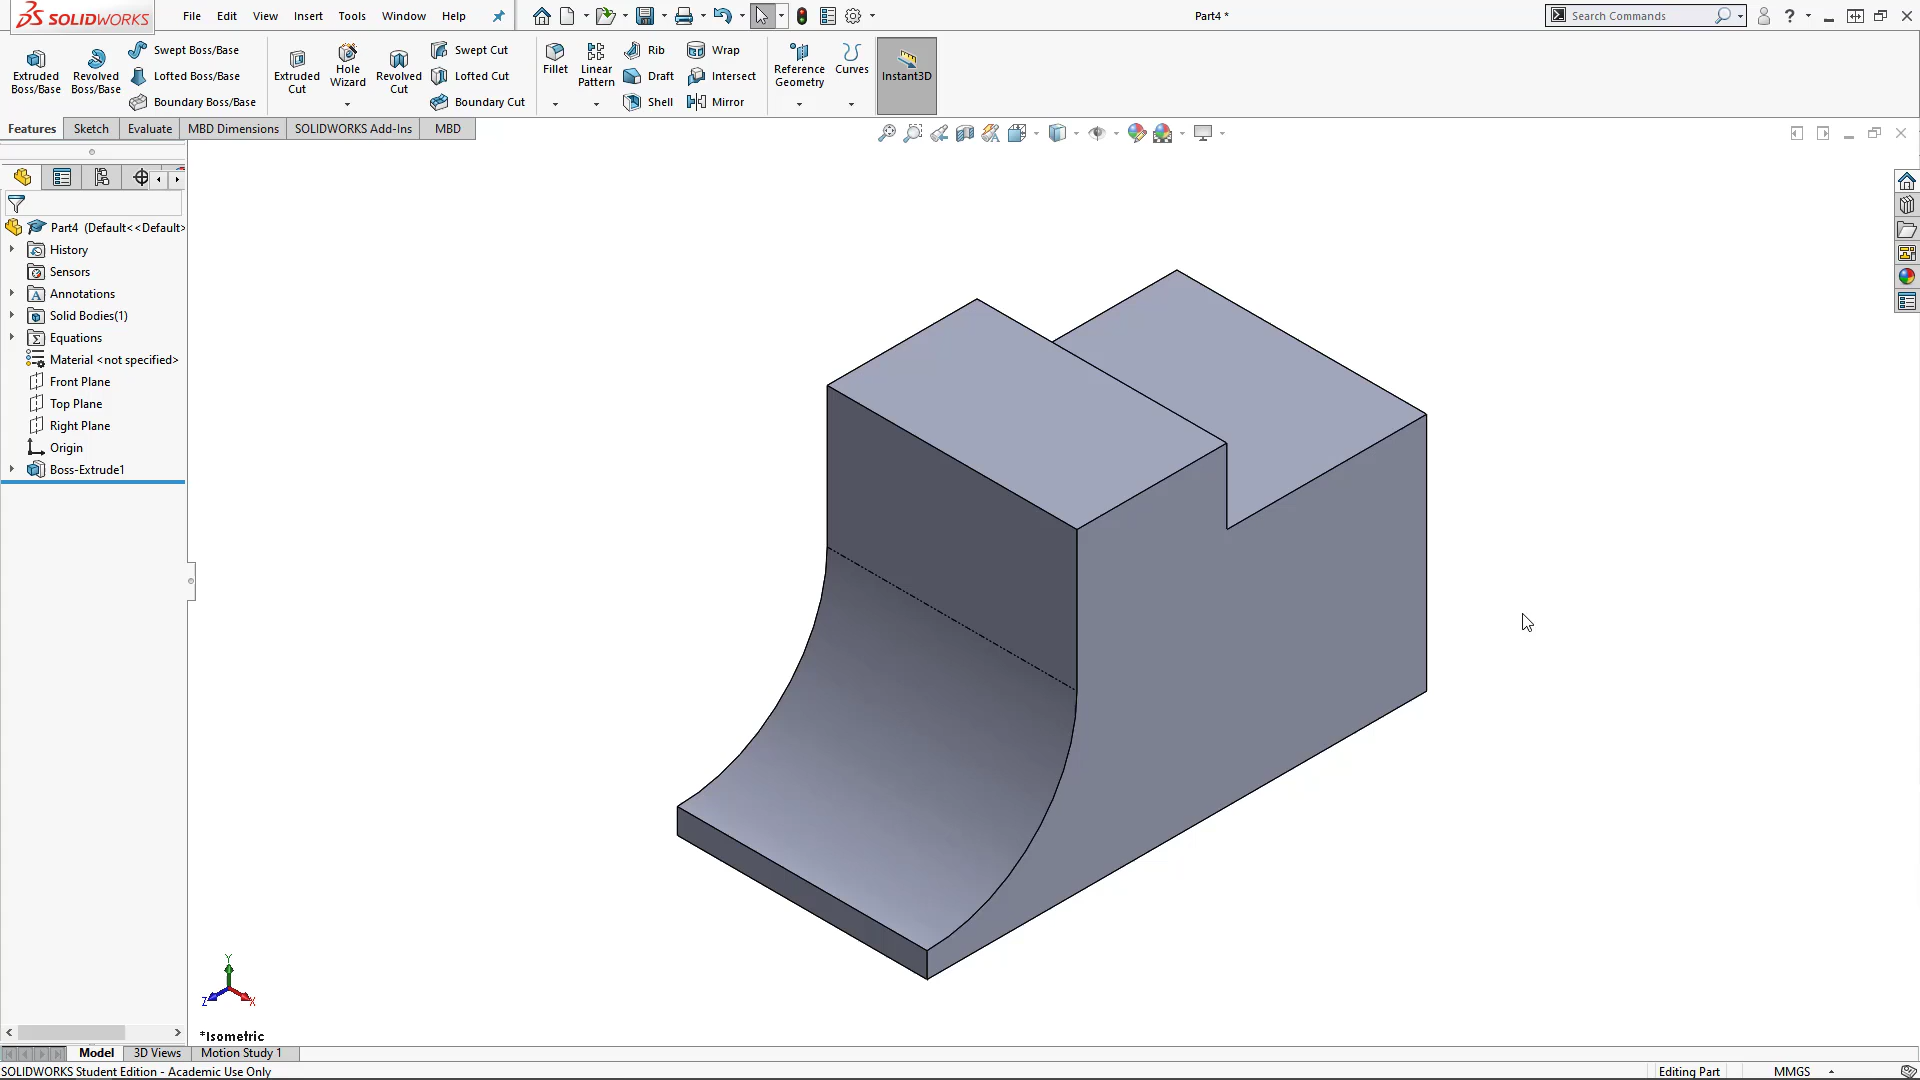 SOLIDWORKS File Edit View Insert Tools Window Help Part4 * Search Commands ?
Extruded Boss/Base
Revolved Boss/Base
Swept Boss/Base
Lofted Boss/Base
Boundary Boss/Base
Extruded Cut
Hole Wizard
Revolved Cut
Swept Cut
Lofted Cut
Boundary Cut
Fillet
Linear Pattern
Rib
Draft
Shell
Wrap
Intersect
Mirror
Reference Geometry
Curves
Instant3D
Features Sketch Evaluate MBD Dimensions SOLIDWORKS Add-Ins MBD
Part4 (Default<<Default>
History
Sensors
Annotations
Solid Bodies(1)
Equations
Material <not specified>
Front Plane
Top Plane
Right Plane
Origin
Boss-Extrude1
Y
Z X
*Isometric
Model 3D Views Motion Study 1
SOLIDWORKS Student Edition - Academic Use Only Editing Part MMGS